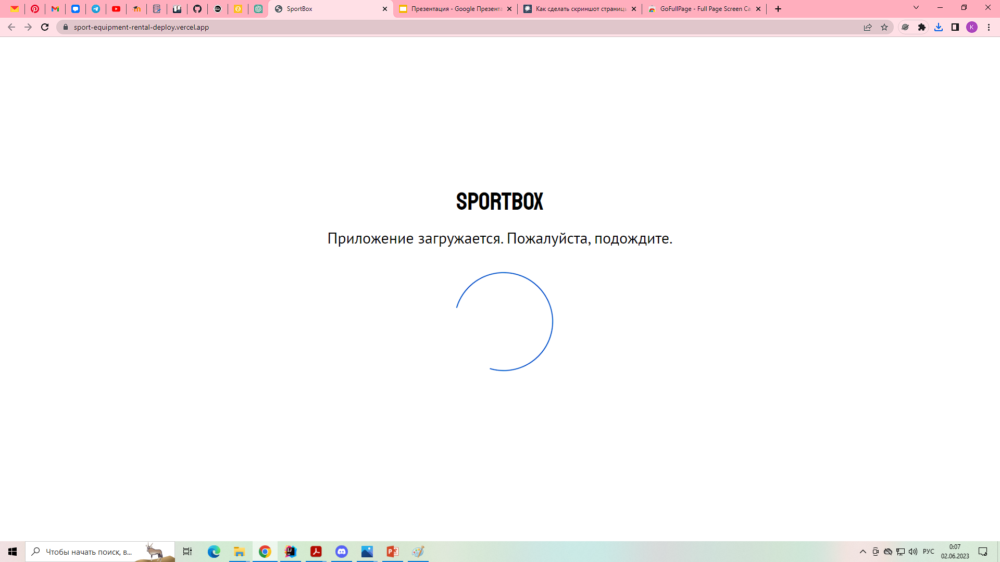 SportBox
Презентация - Google Презента
Как сделать скриншот страниць
GoFullPage - Full Page Screen Ca
sport-equipment-rental-deploy.vercel.app
K
SPORTBOX
Приложение загружается. Пожалуйста, подождите.
Чтобы начать поиск, в...
РУС
0:07
02.06.2023